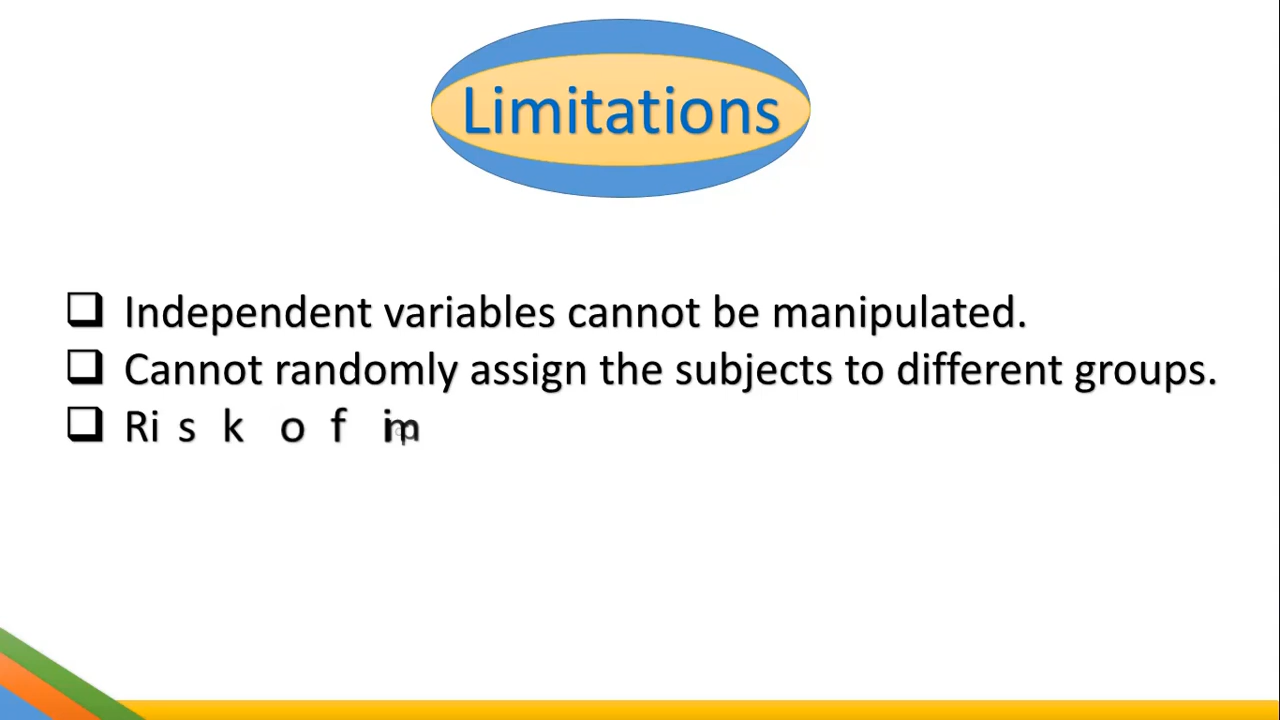 Limitations
Independent variables cannot be manipulated.
Cannot randomly assign the subjects to different groups.
Risk of